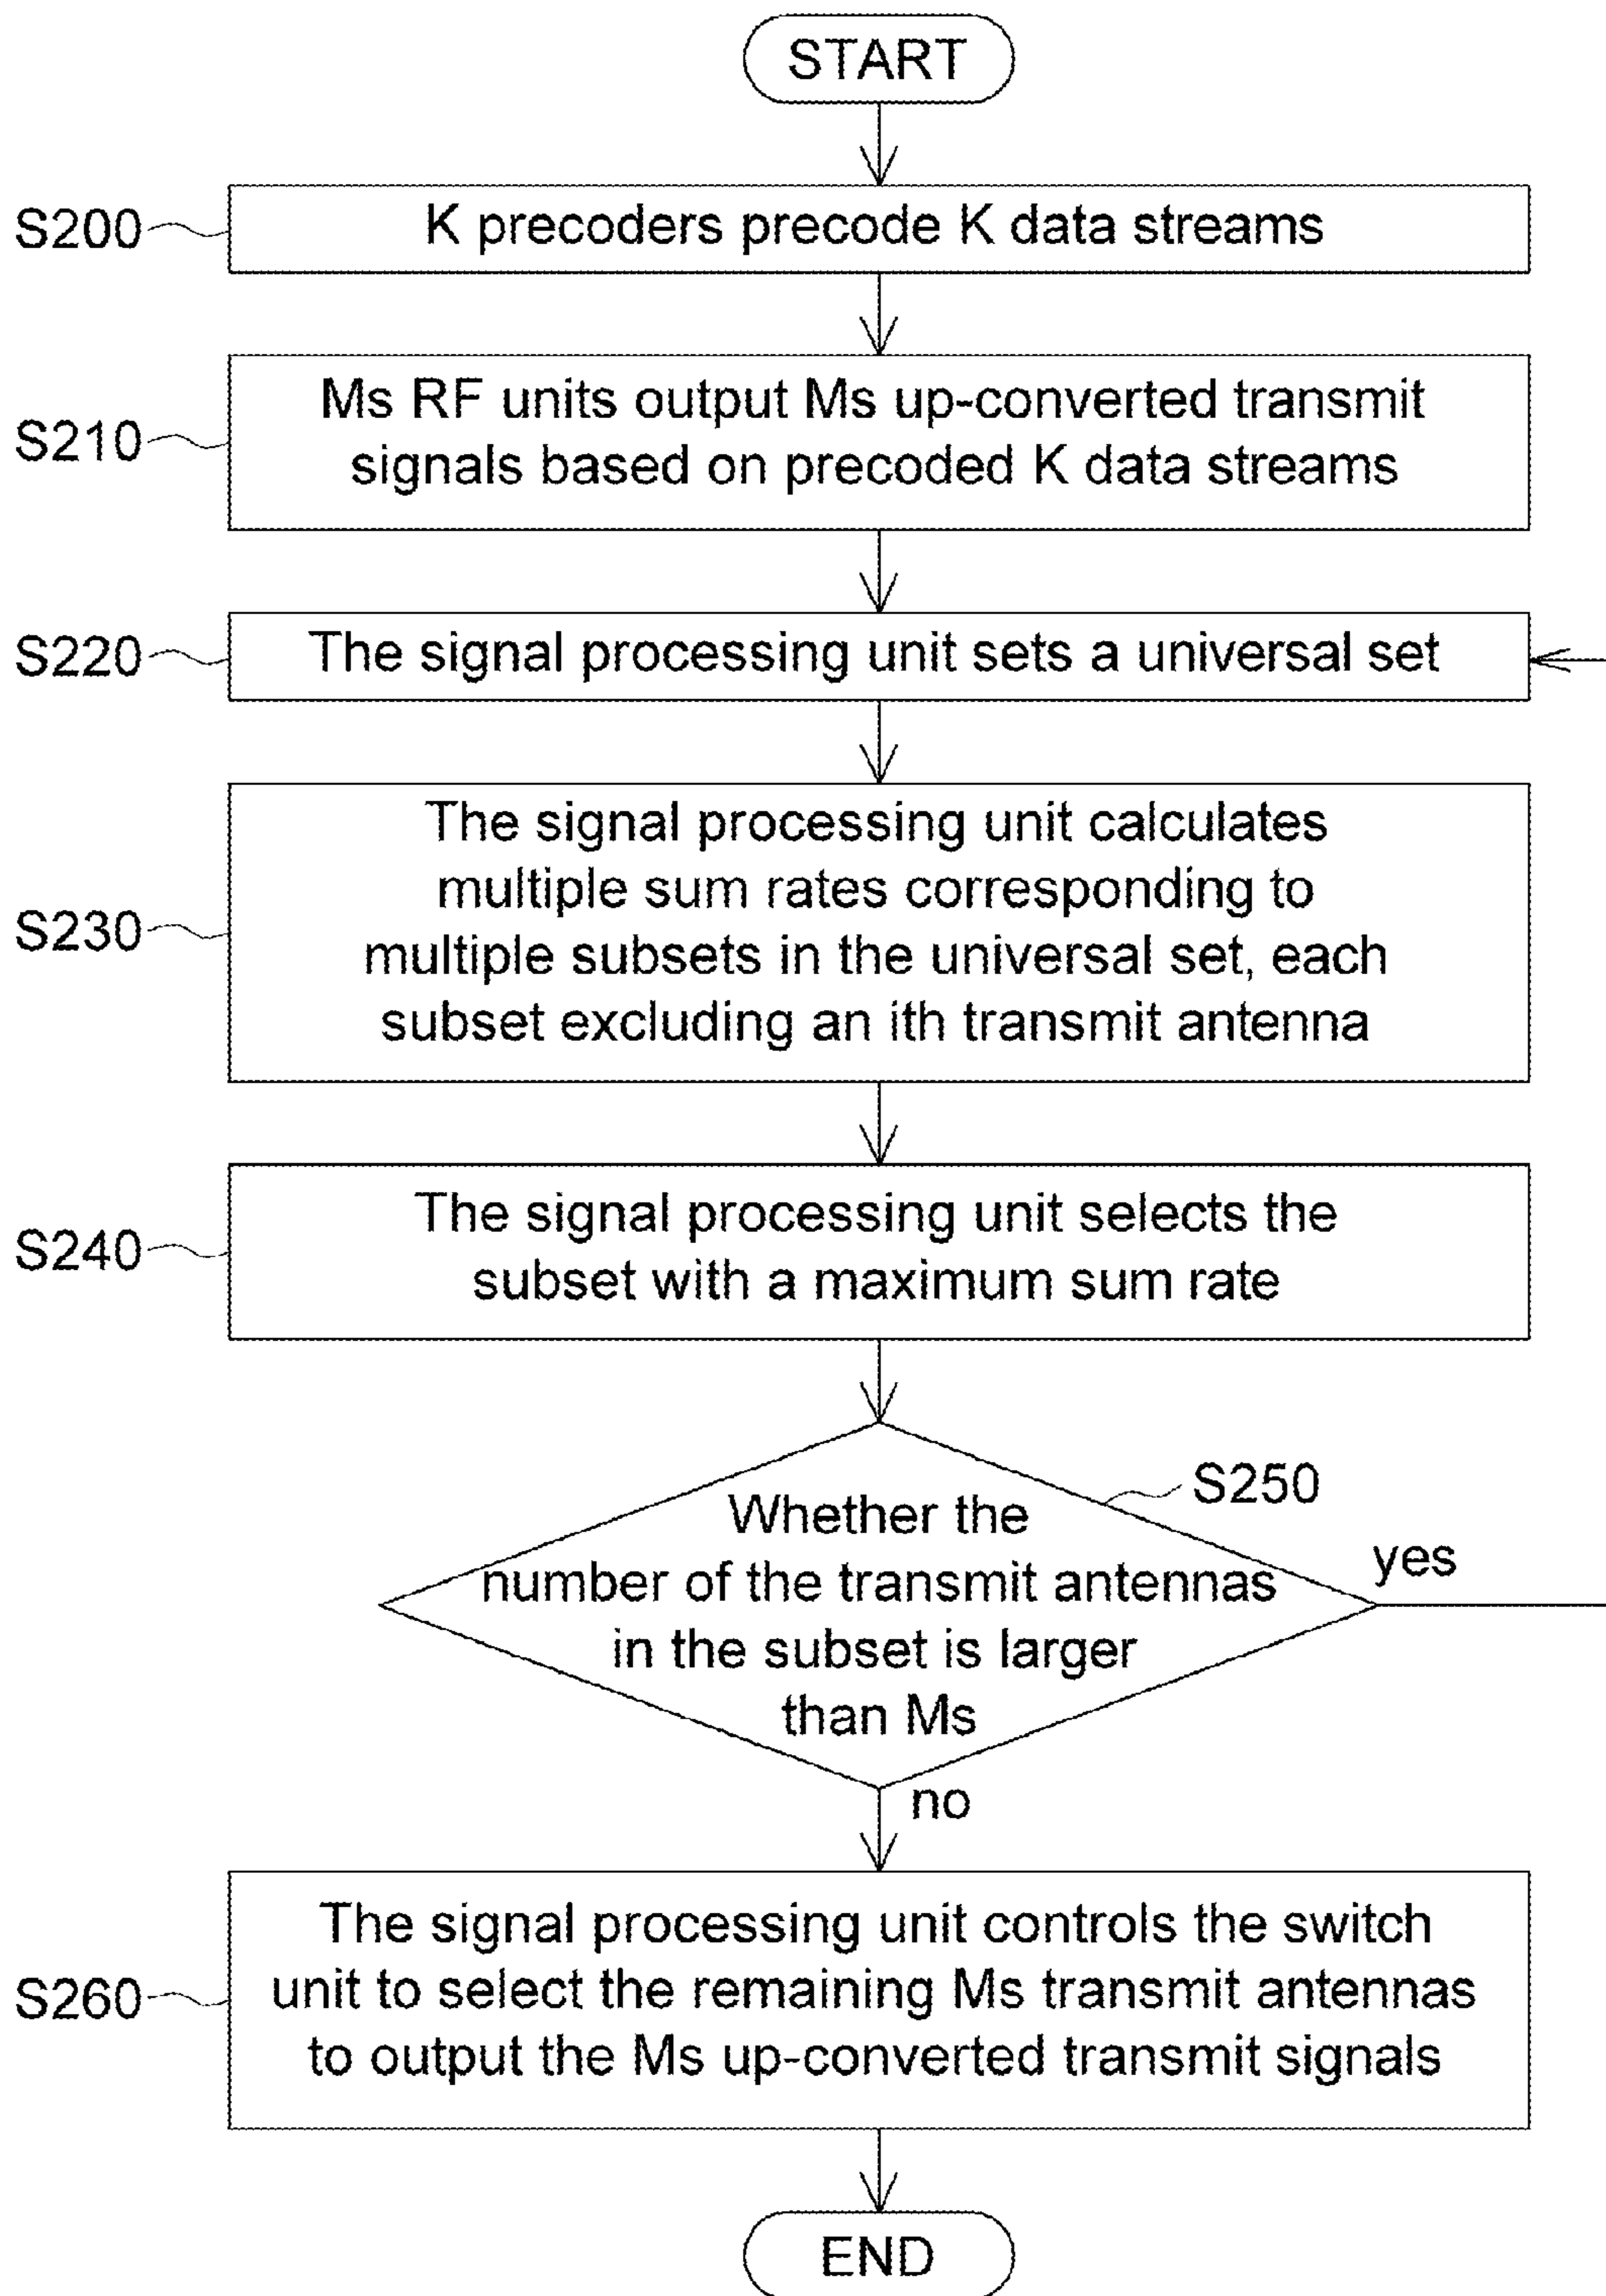 START
S200
K precoders precode K data streams
S210
Ms RF units output Ms up-converted transmit
signals based on precoded K data streams
S220
The signal processing unit sets a universal set
S230
The signal processing unit calculates
multiple sum rates corresponding to
multiple subsets in the universal set, each
subset excluding an ith transmit antenna
S240
The signal processing unit selects the
subset with a maximum sum rate
S250
Whether the
number of the transmit antennas
in the subset is larger
than Ms
yes
no
S260
The signal processing unit controls the switch
unit to select the remaining Ms transmit antennas
to output the Ms up-converted transmit signals
END